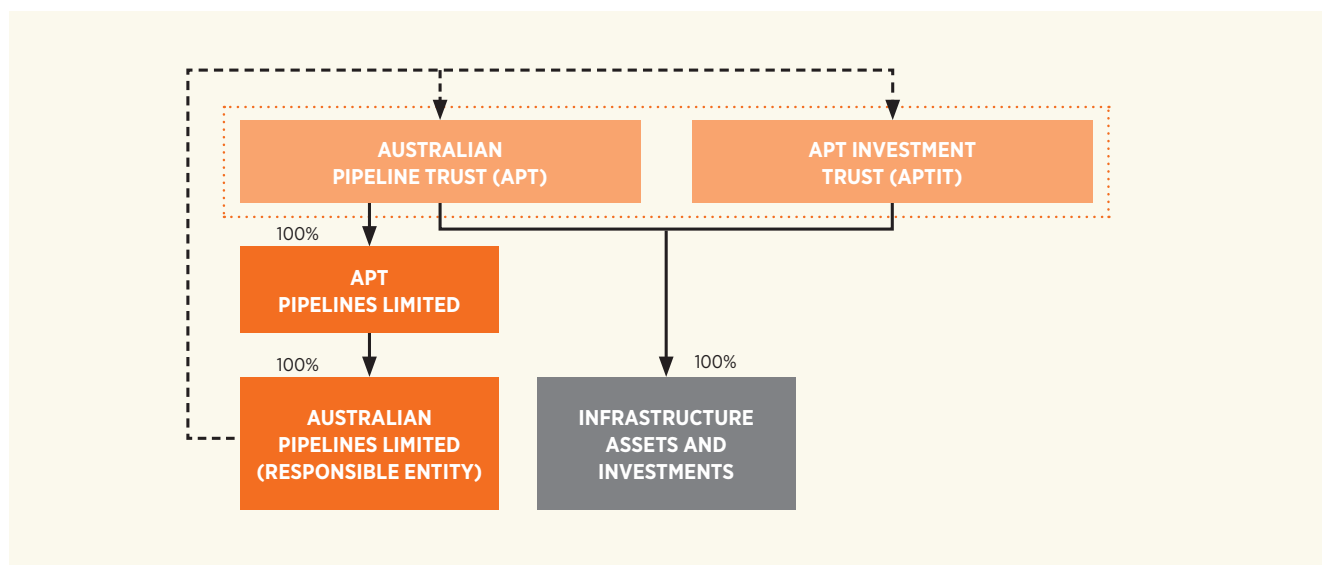 AUSTRALIAN
PIPELINE TRUST (APT)
APT INVESTMENT
TRUST (APTIT)
100%
APT
PIPELINES LIMITED
100%
100%
AUSTRALIAN
PIPELINES LIMITED
(RESPONSIBLE ENTITY)
INFRASTRUCTURE
ASSETS AND
INVESTMENTS